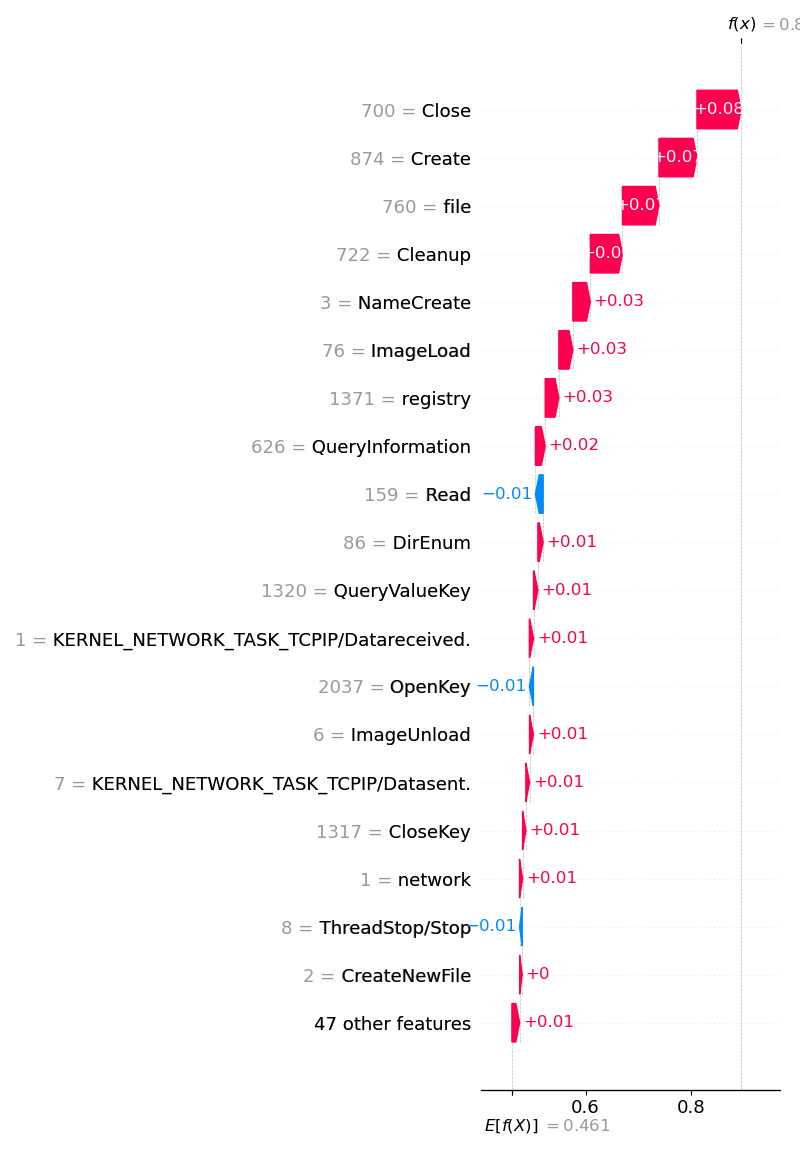 f(x) = 0.8
700 = Close +0.08
874 = Create +0.07
760 = file +0.07
722 = Cleanup
3 = NameCreate +0.03
76 = ImageLoad +0.03
1371 = registry +0.03
626 = QueryInformation +0.02
159 = Read −0.01
86 = DirEnum +0.01
1320 = QueryValueKey +0.01
1 = KERNEL_NETWORK_TASK_TCPIP/Datareceived. +0.01
2037 = OpenKey −0.01
6 = ImageUnload +0.01
7 = KERNEL_NETWORK_TASK_TCPIP/Datasent. +0.01
1317 = CloseKey +0.01
1 = network +0.01
8 = ThreadStop/Stop −0.01
2 = CreateNewFile +0
47 other features +0.01
0.6 0.8
E[f(X)] = 0.461